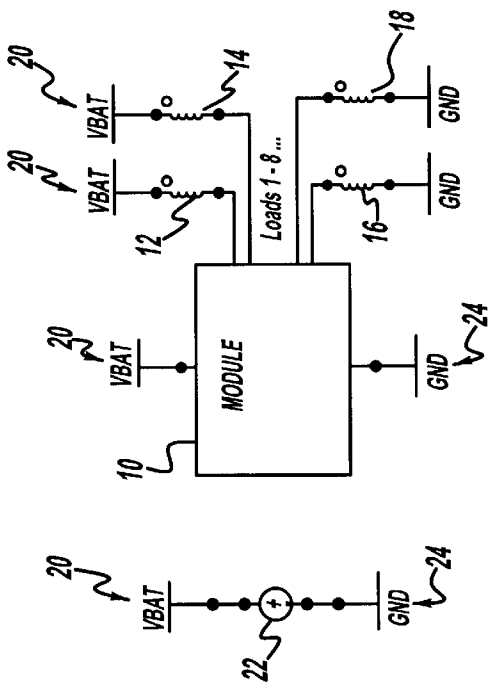 20
20
20
20
VBAT
VBAT
VBAT
VBAT
14
12
10
MODULE
Loads 1 - 8 ...
22
+
16
18
GND
GND
GND
GND
24
24